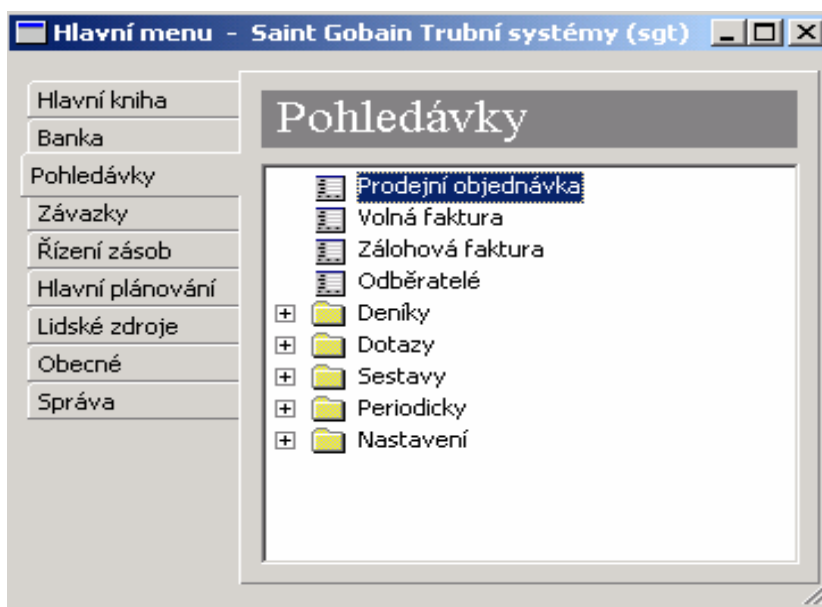 Hlavní menu - Saint Gobain Trubní systémy (sgt)
Hlavní kniha
Banka
Pohledávky
Závazky
Řízení zásob
Hlavní plánování
Lidské zdroje
Obecné
Správa
Pohledávky
Prodejní objednávka
Volná faktura
Zálohová faktura
Odběratelé
Deníky
Dotazy
Sestavy
Periodicky
Nastavení